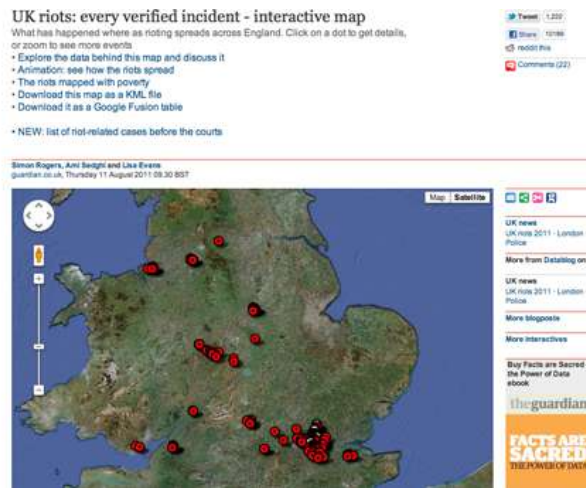 UK riots: every verified incident - interactive map
What has happened where as rioting spreads across England. Click on a dot to get details,
or zoom to see more events
• Explore the data behind this map and discuss it
• Animation: see how the riots spread
• The riots mapped with poverty
• Download this map as a KML file
• Download it as a Google Fusion table
• NEW: list of riot-related cases before the courts
Simon Rogers, Ami Sedghi and Lisa Evans
guardian.co.uk, Thursday 11 August 2011 09.30 BST
Map Satellite
Tweet
Share
reddit this
Comments (22)
UK news
UK riots 2011 · London
Police
More from Datablog on
UK news
UK riots 2011 · London
Police
More blogposts
More interactives
Buy Facts are Sacred
the Power of Data
ebook
theguardian
FACTS ARE
SACRED
THE POWER OF DATA